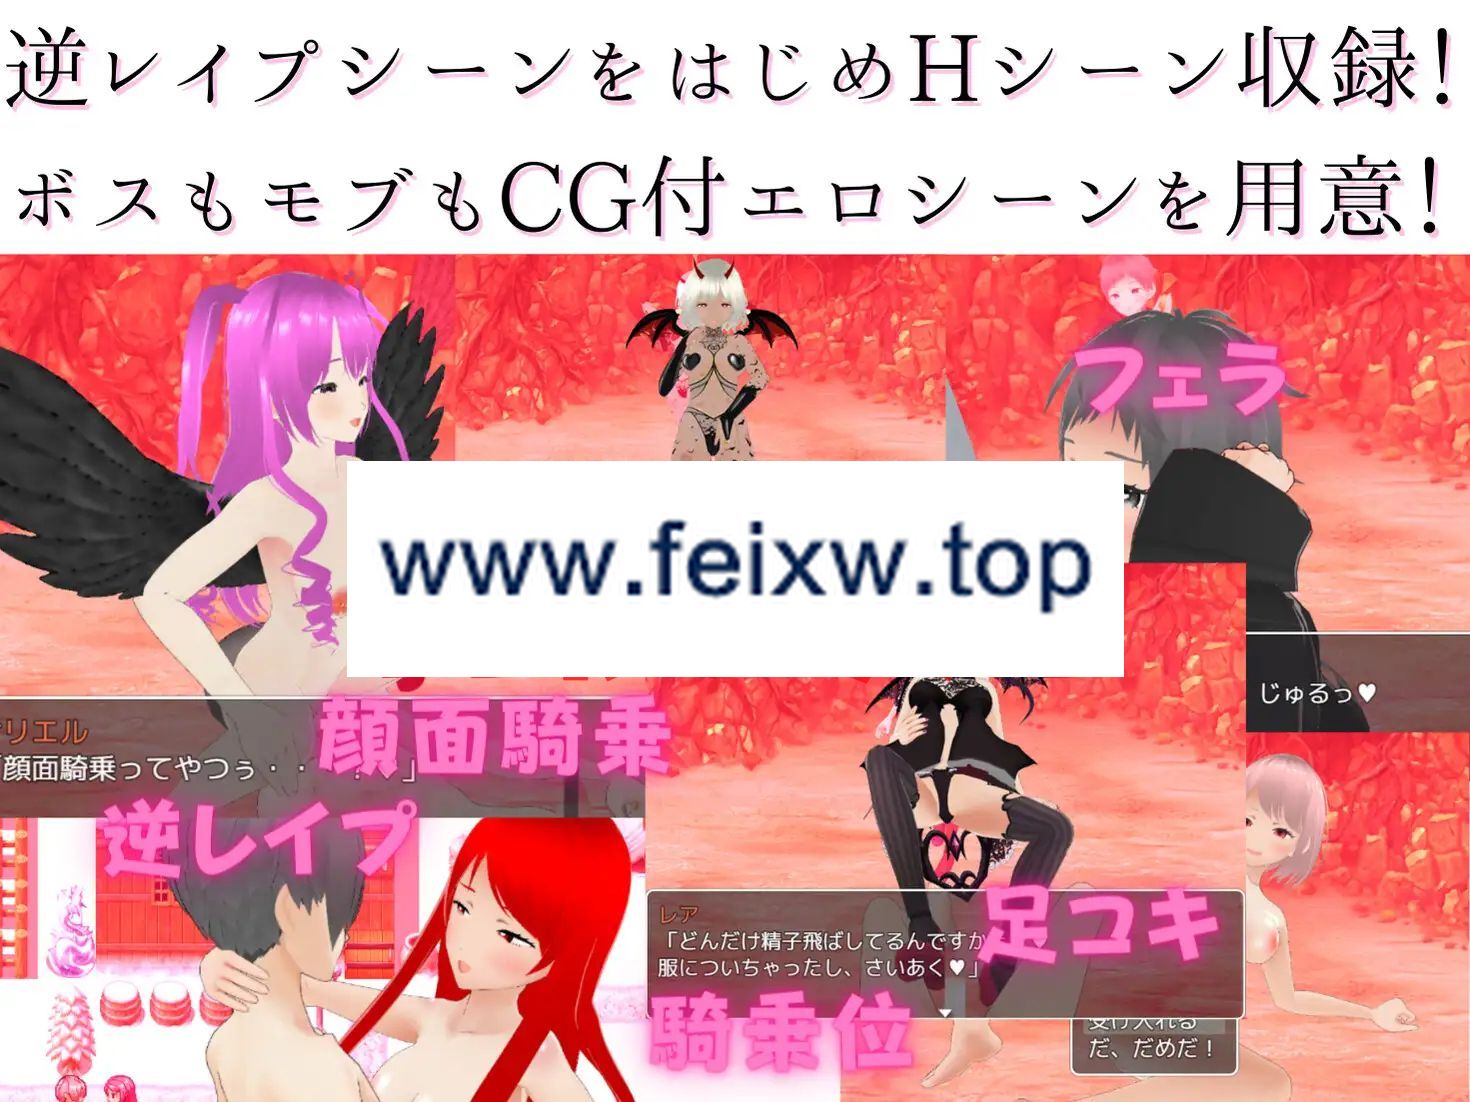 逆レイプシーンをはじめHシーン収録！
ボスもモブもCG付エロシーンを用意！
フェラ
www.feixw.top
じゅるっ♥
リエル
「顔面騎乗ってやつぅ・・
顔面騎乗
逆レイプ
レア
「どんだけ精子飛ばしてるんですか
服についちゃったし、さいあく♥」
足コキ
騎乗位
受け入れる
だ、だめだ！